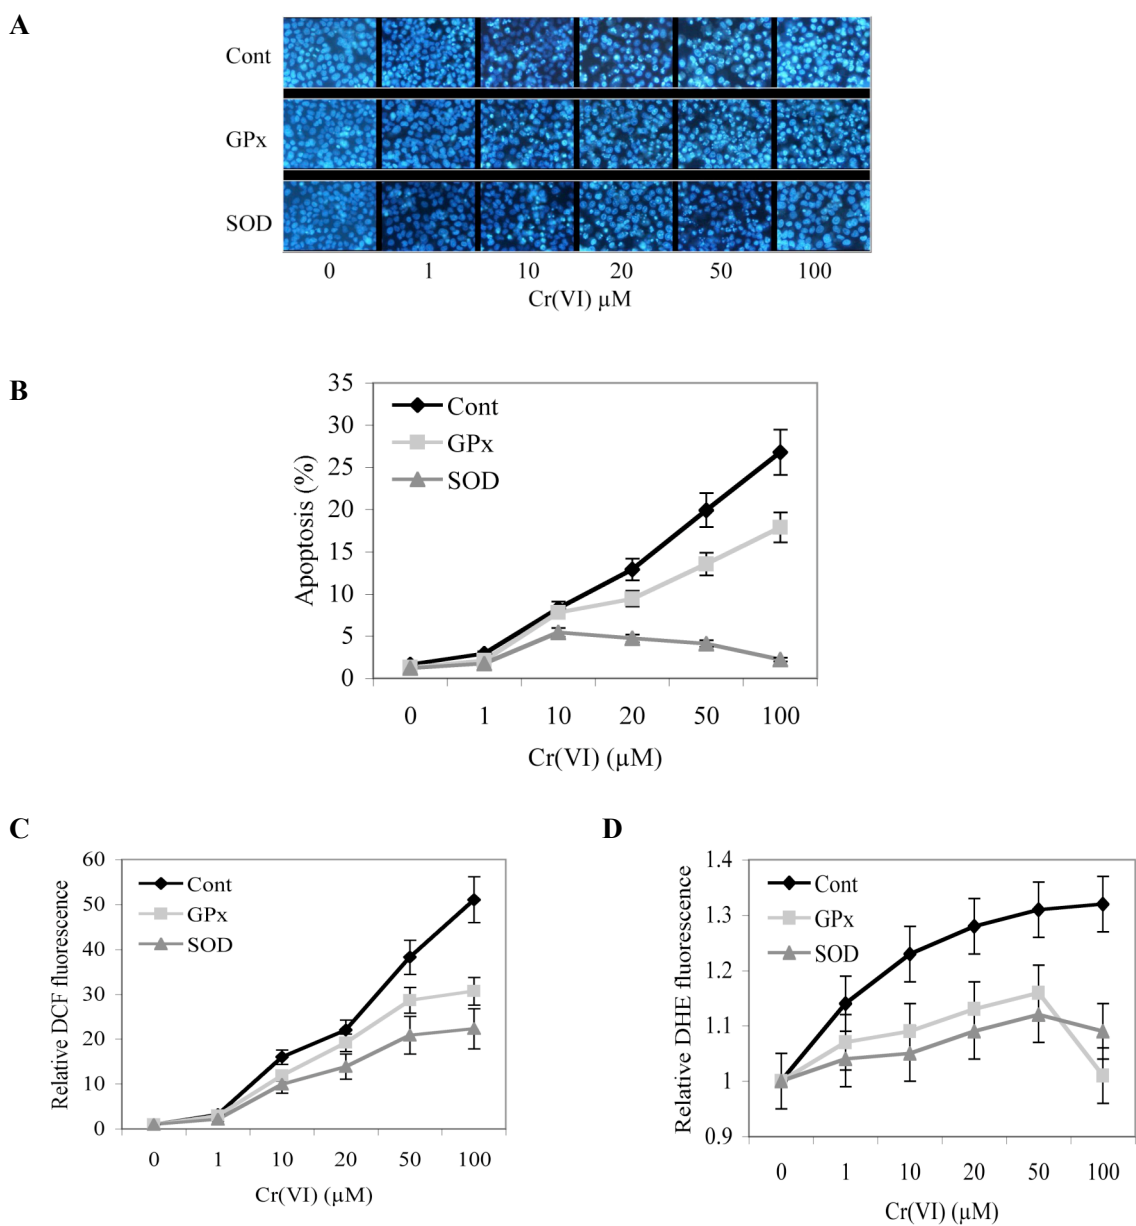 A
Cont
GPx
SOD
0 1 10 20 50 100
Cr(VI) µM
B
35
30
25
20
15
10
5
0
Apoptosis (%)
Cont
GPx
SOD
0 1 10 20 50 100
Cr(VI) (µM)
C
60
50
40
30
20
10
0
Relative DCF fluorescence
Cont
GPx
SOD
0 1 10 20 50 100
Cr(VI) (µM)
D
1.4
1.3
1.2
1.1
1
0.9
Relative DHE fluorescence
Cont
GPx
SOD
0 1 10 20 50 100
Cr(VI) (µM)